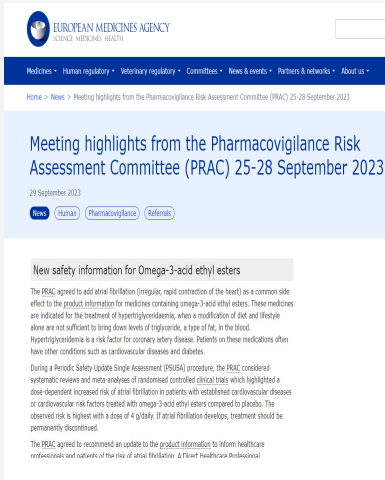 EUROPEAN MEDICINES AGENCY
SCIENCE MEDICINES HEALTH
Medicines Human regulatory Veterinary regulatory Committees News & events Partners & networks About us
Home > News > Meeting highlights from the Pharmacovigilance Risk Assessment Committee (PRAC) 25-28 September 2023
Meeting highlights from the Pharmacovigilance Risk
Assessment Committee (PRAC) 25-28 September 2023
29 September 2023
News Human Pharmacovigilance Referrals
New safety information for Omega-3-acid ethyl esters
The PRAC agreed to add atrial fibrillation (irregular, rapid contraction of the heart) as a common side
effect to the product information for medicines containing omega-3-acid ethyl esters. These medicines
are indicated for the treatment of hypertriglyceridaemia, when a modification of diet and lifestyle
alone are not sufficient to bring down levels of triglyceride, a type of fat, in the blood.
Hypertriglyceridemia is a risk factor for coronary artery disease. Patients on these medications often
have other conditions such as cardiovascular diseases and diabetes.
During a Periodic Safety Update Single Assessment (PSUSA) procedure, the PRAC considered
systematic reviews and meta-analyses of randomised controlled clinical trials which highlighted a
dose-dependent increased risk of atrial fibrillation in patients with established cardiovascular diseases
or cardiovascular risk factors treated with omega-3-acid ethyl esters compared to placebo. The
observed risk is highest with a dose of 4 g/daily. If atrial fibrillation develops, treatment should be
permanently discontinued.
The PRAC agreed to recommend an update to the product information to inform healthcare
professionals and patients of the risk of atrial fibrillation. A Direct Healthcare Professional